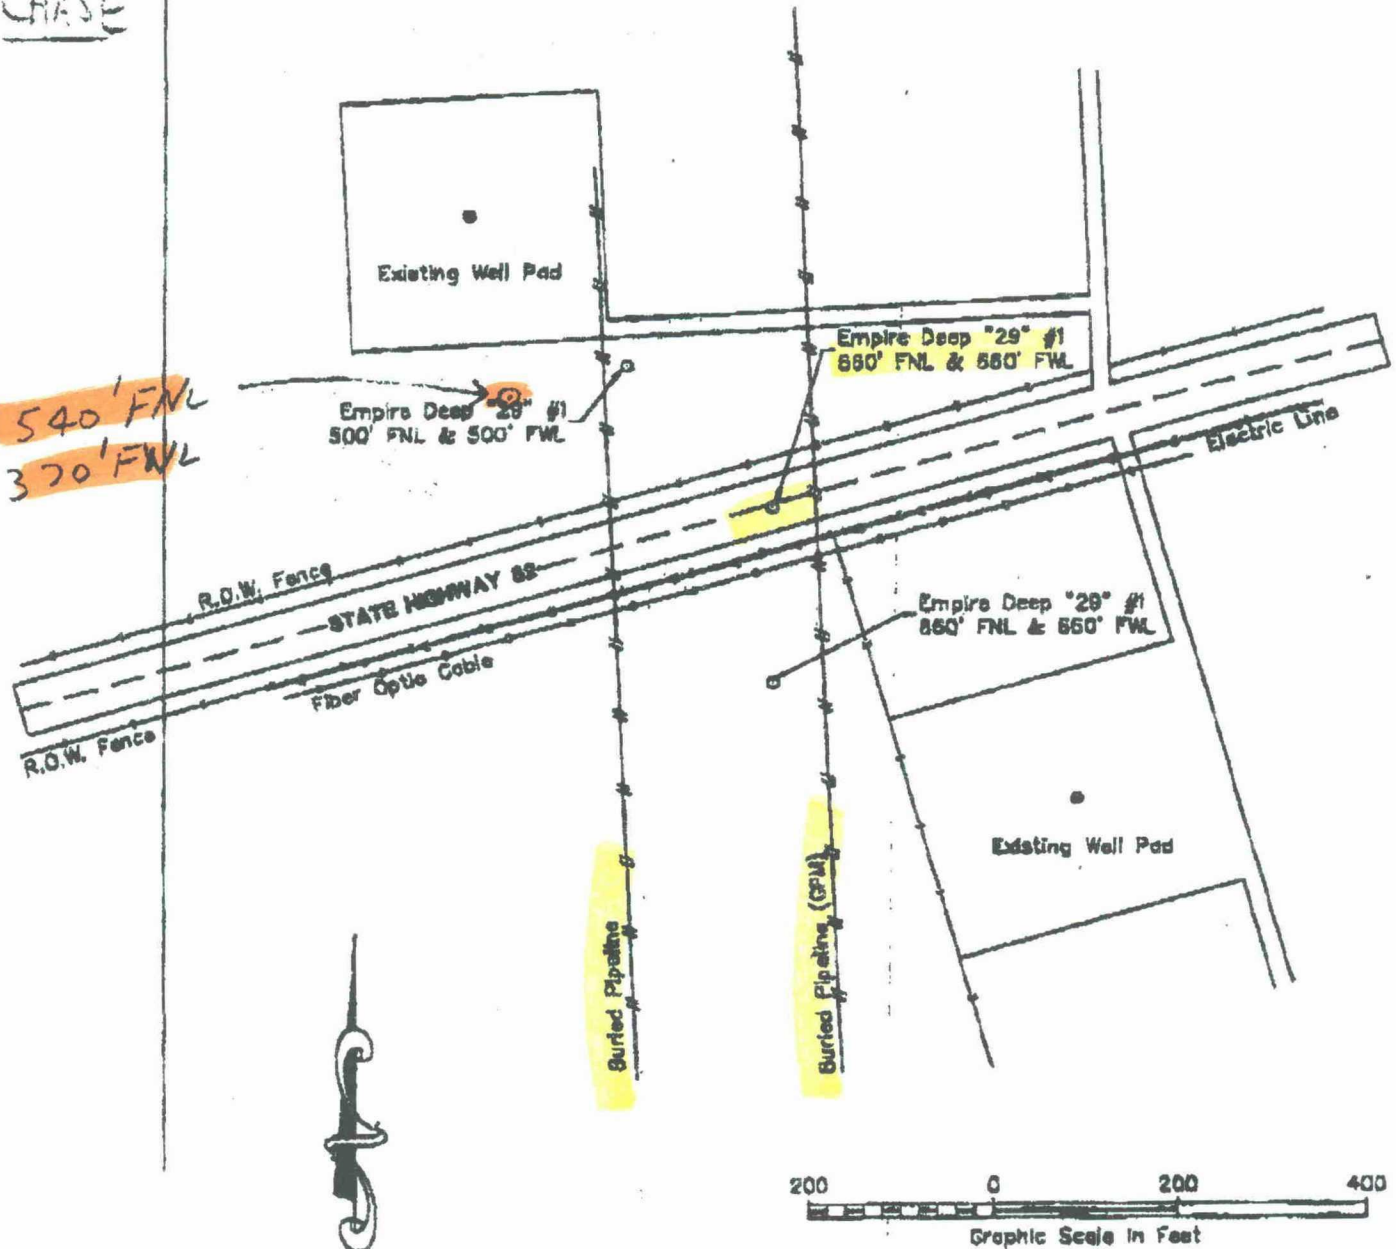 CHASE
Existing Well Pad
Empire Deep "29" #1
660' FNL & 660' FWL
540' FNL
370' FWL
Empire Deep "29" #1
500' FNL & 500' FWL
Electric Line
R.O.W. Fence
STATE HIGHWAY 82
Empire Deep "29" #1
860' FNL & 660' FWL
Fiber Optic Cable
R.O.W. Fence
Existing Well Pad
Buried Pipeline
Buried Pipeline (GPM)
200 0 200 400
Graphic Scale in Feet